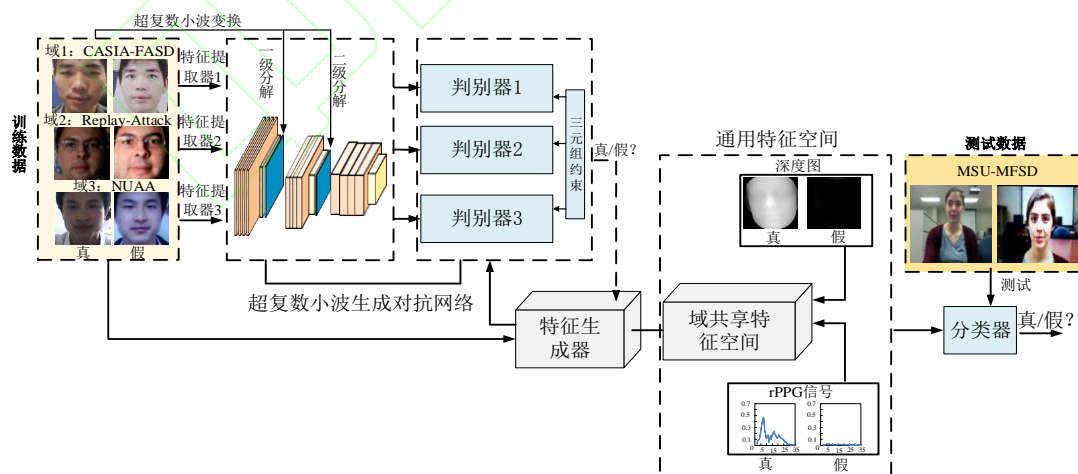 超复数小波变换
训练数据
域1：CASIA-FASD
特征提
取器1
域2：Replay-Attack
特征提
取器2
域3：NUAA
特征提
取器3
真
假
一级分解
二级分解
判别器1
判别器2
判别器3
三元组约束
真/假？
超复数小波生成对抗网络
特征生
成器
通用特征空间
深度图
真
假
域共享特
征空间
rPPG信号
0.7
0.5
0.3
0.1
5 15 25 35
真
0.7
0.5
0.3
0.1
5 15 25 35
假
测试数据
MSU-MFSD
测试
分类器
真/假？